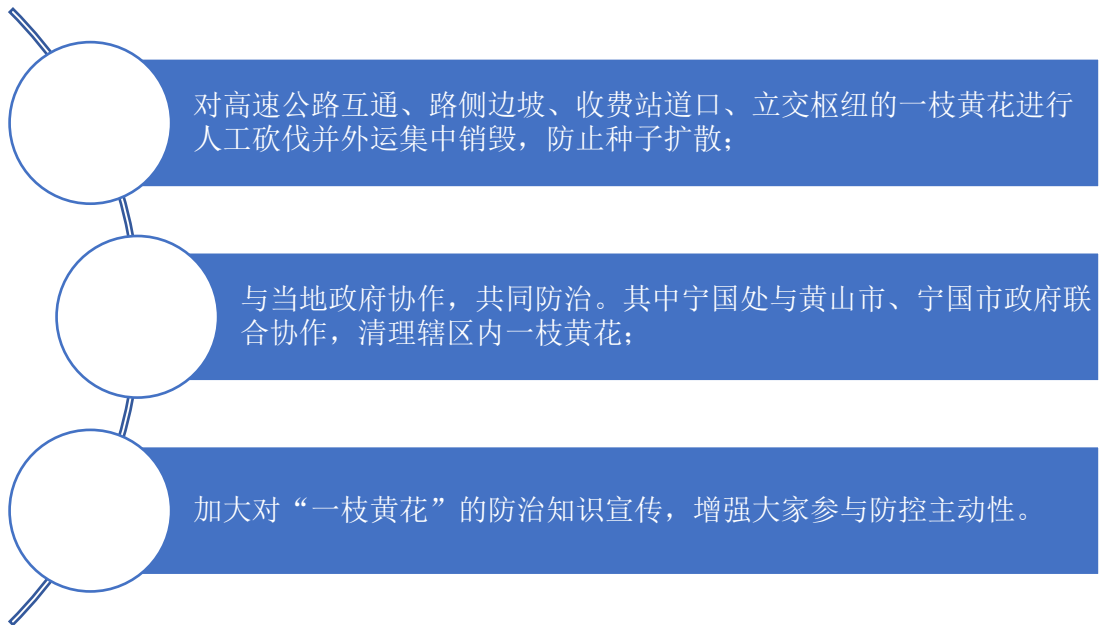 对高速公路互通、路侧边坡、收费站道口、立交枢纽的一枝黄花进行
人工砍伐并外运集中销毁，防止种子扩散；
与当地政府协作，共同防治。其中宁国处与黄山市、宁国市政府联
合协作，清理辖区内一枝黄花；
加大对“一枝黄花”的防治知识宣传，增强大家参与防控主动性。